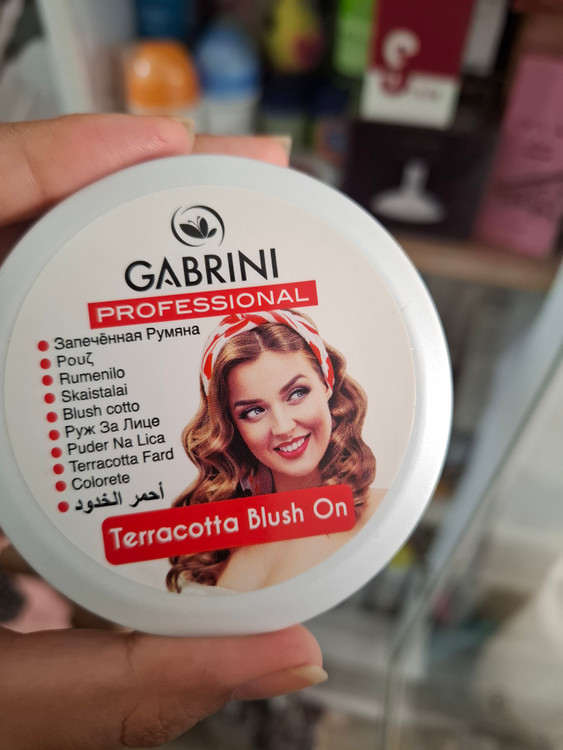 GABRINI
PROFESSIONAL
Запечённая Румяна
Ρουζ
Rumenilo
Skaistalai
Blush cotto
Руж За Лице
Puder Na Lica
Terracotta Fard
Colorete
أحمر الخدود
Terracotta Blush On